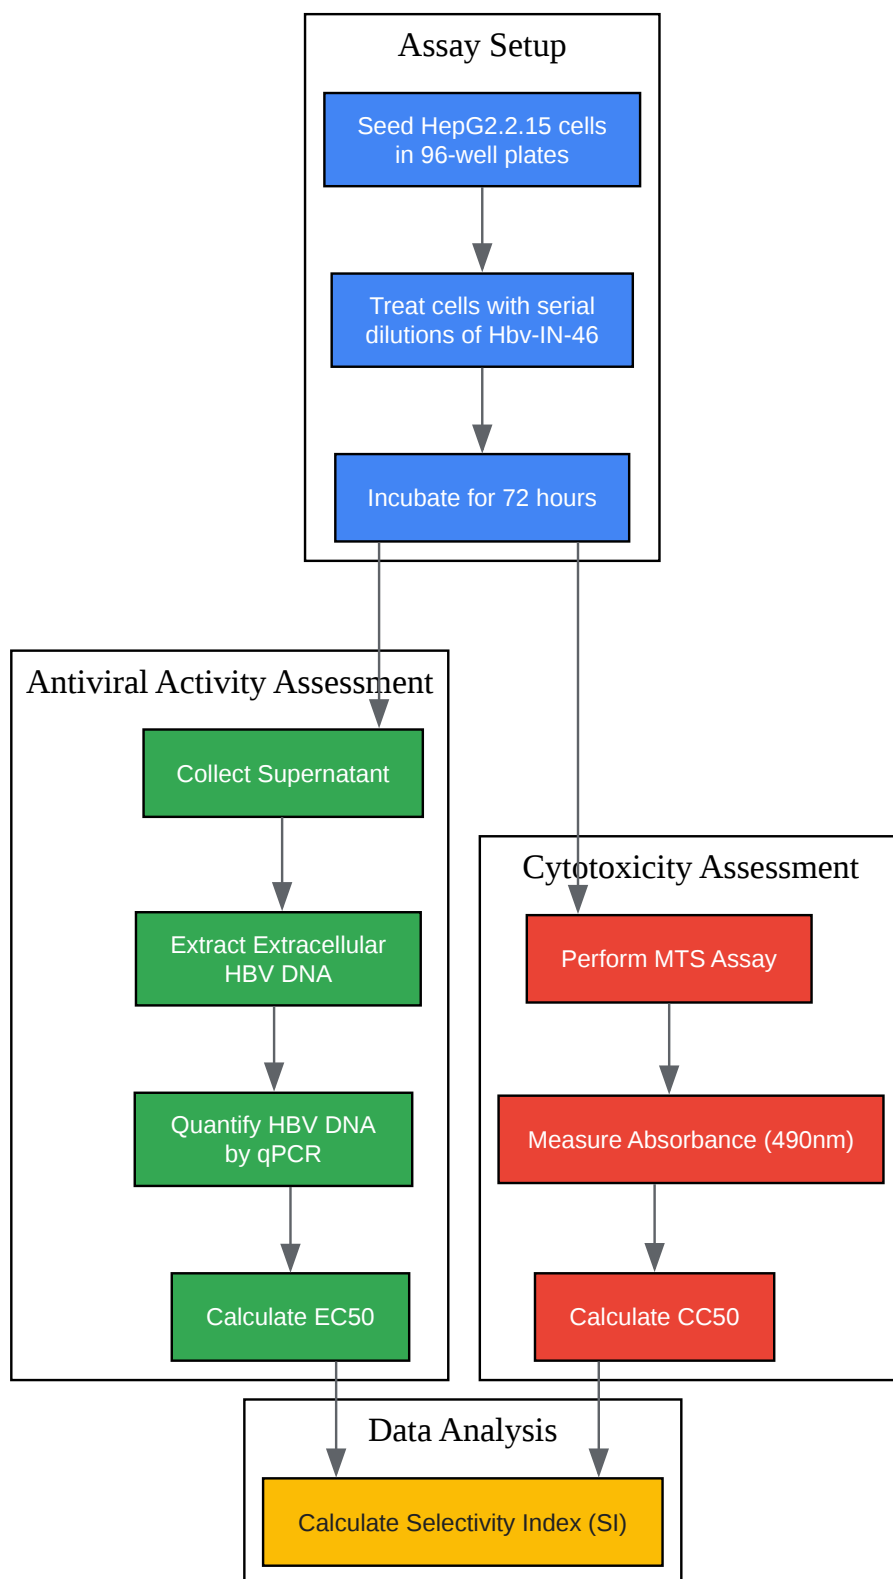 Assay Setup
Seed HepG2.2.15 cells
in 96-well plates
Treat cells with serial
dilutions of Hbv-IN-46
Incubate for 72 hours
Antiviral Activity Assessment
Collect Supernatant
Extract Extracellular
HBV DNA
Quantify HBV DNA
by qPCR
Calculate EC50
Cytotoxicity Assessment
Perform MTS Assay
Measure Absorbance (490nm)
Calculate CC50
Data Analysis
Calculate Selectivity Index (SI)